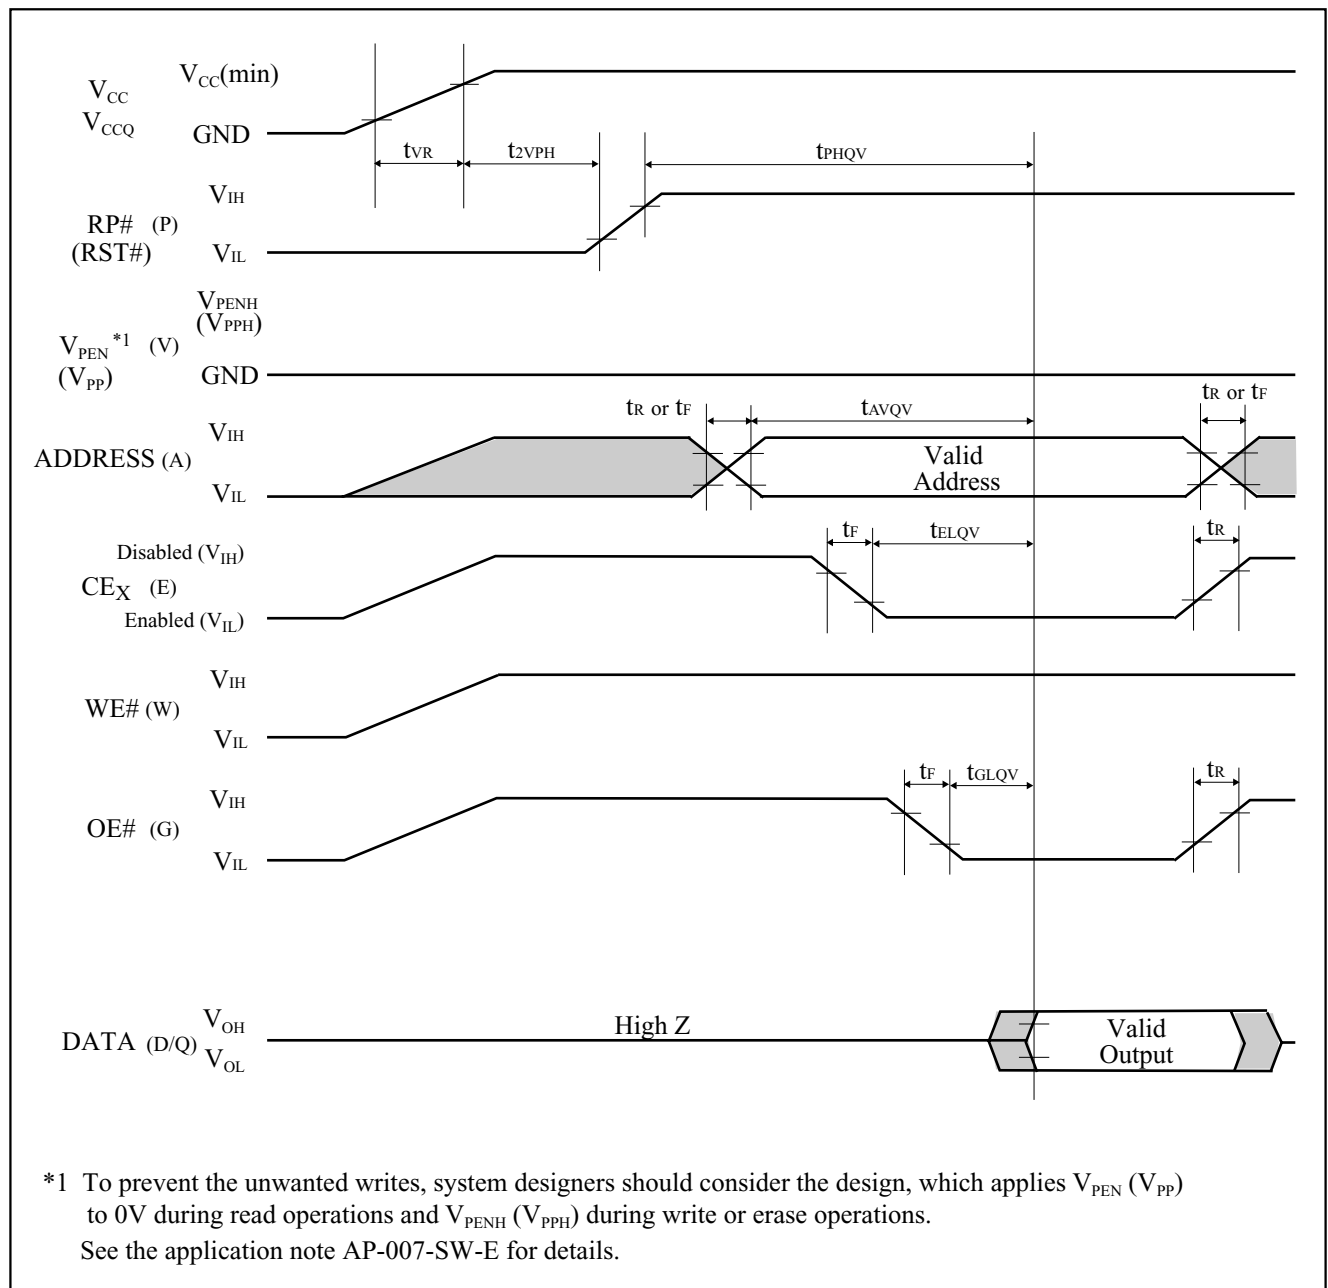 VCC(min)
VCC
VCCQ
GND
tVR
t2VPH
tPHQV
VIH
RP# (P)
(RST#)
VIL
VPENH
(VPPH)
VPEN *1 (V)
(VPP)
GND
tR or tF
tAVQV
tR or tF
VIH
ADDRESS (A)
Valid
Address
VIL
Disabled (VIH)
tF
tELQV
tR
CEX (E)
Enabled (VIL)
VIH
WE# (W)
VIL
tF
tGLQV
tR
VIH
OE# (G)
VIL
VOH
High Z
Valid
DATA (D/Q)
Output
VOL
*1 To prevent the unwanted writes, system designers should consider the design, which applies VPEN (VPP)
to 0V during read operations and VPENH (VPPH) during write or erase operations.
See the application note AP-007-SW-E for details.